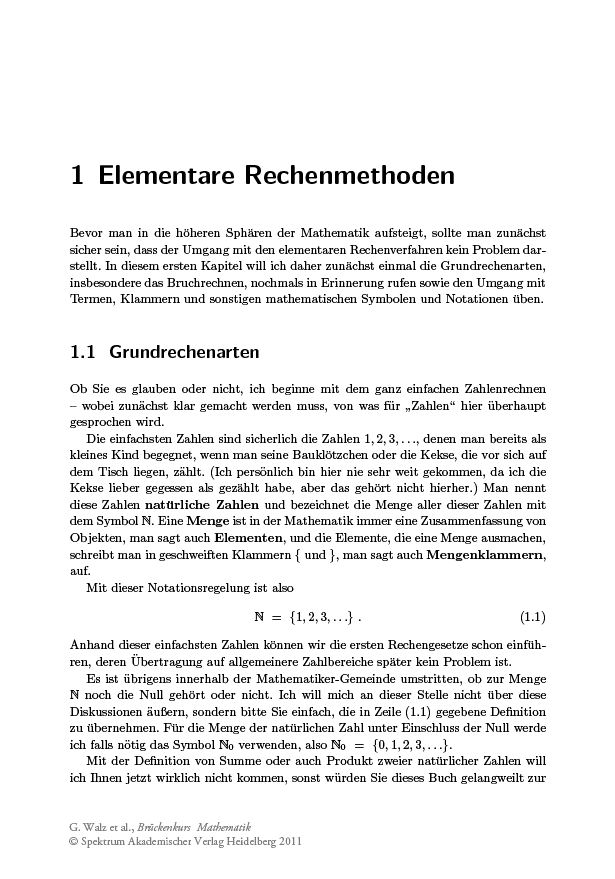 1 Elementare Rechenmethoden
Bevor man in die höheren Sphären der Mathematik aufsteigt, sollte man zunächst
sicher sein, dass der Umgang mit den elementaren Rechenverfahren kein Problem dar-
stellt. In diesem ersten Kapitel will ich daher zunächst einmal die Grundrechenarten,
insbesondere das Bruchrechnen, nochmals in Erinnerung rufen sowie den Umgang mit
Termen, Klammern und sonstigen mathematischen Symbolen und Notationen üben.
1.1 Grundrechenarten
Ob Sie es glauben oder nicht, ich beginne mit dem ganz einfachen Zahlenrechnen
– wobei zunächst klar gemacht werden muss, von was für „Zahlen“ hier überhaupt
gesprochen wird.
Die einfachsten Zahlen sind sicherlich die Zahlen 1, 2, 3, . . ., denen man bereits als
kleines Kind begegnet, wenn man seine Bauklötzchen oder die Kekse, die vor sich auf
dem Tisch liegen, zählt. (Ich persönlich bin hier nie sehr weit gekommen, da ich die
Kekse lieber gegessen als gezählt habe, aber das gehört nicht hierher.) Man nennt
diese Zahlen natürliche Zahlen und bezeichnet die Menge aller dieser Zahlen mit
dem Symbol ℕ. Eine Menge ist in der Mathematik immer eine Zusammenfassung von
Objekten, man sagt auch Elementen, und die Elemente, die eine Menge ausmachen,
schreibt man in geschweiften Klammern { und }, man sagt auch Mengenklammern,
auf.
Mit dieser Notationsregelung ist also
ℕ = {1, 2, 3, . . .} . (1.1)
Anhand dieser einfachsten Zahlen können wir die ersten Rechengesetze schon einfüh-
ren, deren Übertragung auf allgemeinere Zahlbereiche später kein Problem ist.
Es ist übrigens innerhalb der Mathematiker-Gemeinde umstritten, ob zur Menge
ℕ noch die Null gehört oder nicht. Ich will mich an dieser Stelle nicht über diese
Diskussionen äußern, sondern bitte Sie einfach, die in Zeile (1.1) gegebene Definition
zu übernehmen. Für die Menge der natürlichen Zahl unter Einschluss der Null werde
ich falls nötig das Symbol ℕ₀ verwenden, also ℕ₀ = {0, 1, 2, 3, . . .}.
Mit der Definition von Summe oder auch Produkt zweier natürlicher Zahlen will
ich Ihnen jetzt wirklich nicht kommen, sonst würden Sie dieses Buch gelangweilt zur
G. Walz et al., Brückenkurs Mathematik
© Spektrum Akademischer Verlag Heidelberg 2011